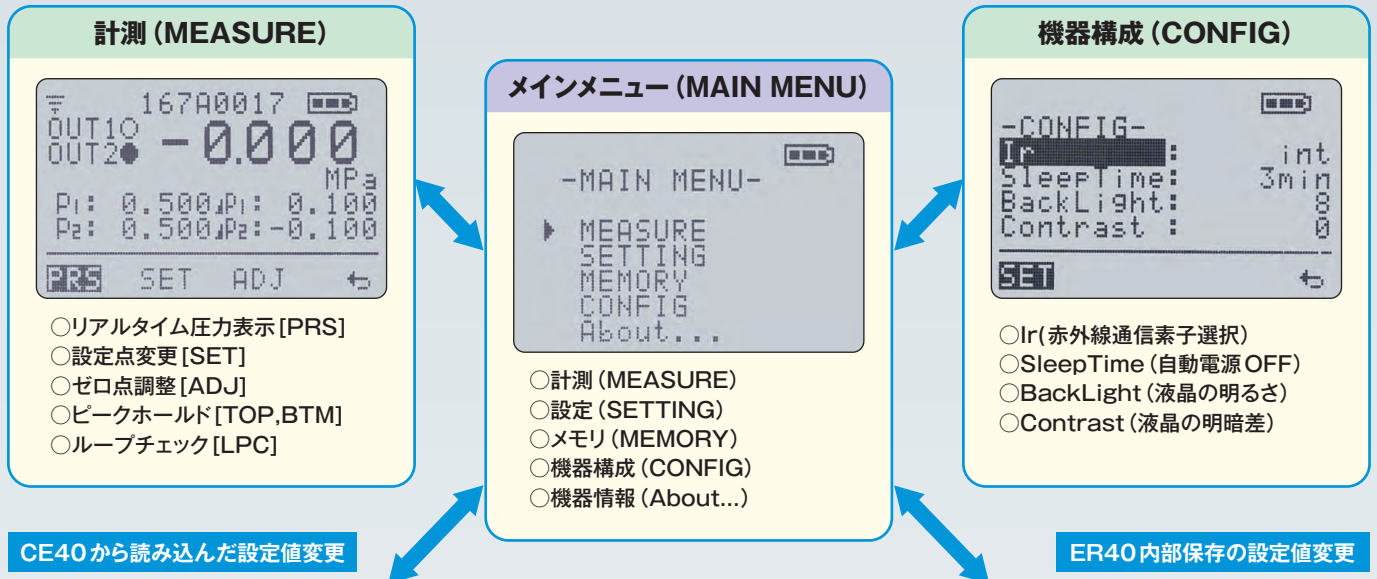 計測（MEASURE）
167A0017
OUT1○
OUT2● -0.000
MPa
P1: 0.500 P1: 0.100
P2: 0.500 P2:-0.100
PRS SET ADJ
○リアルタイム圧力表示[PRS]
○設定点変更[SET]
○ゼロ点調整[ADJ]
○ピークホールド[TOP,BTM]
○ループチェック[LPC]
CE40から読み込んだ設定値変更
メインメニュー（MAIN MENU）
-MAIN MENU-
MEASURE
SETTING
MEMORY
CONFIG
About...
○計測（MEASURE）
○設定（SETTING）
○メモリ（MEMORY）
○機器構成（CONFIG）
○機器情報（About...）
機器構成（CONFIG）
-CONFIG-
Ir : int
SleepTime: 3min
BackLight: 8
Contrast : 0
SET
○Ir(赤外線通信素子選択）
○SleepTime（自動電源OFF）
○BackLight（液晶の明るさ）
○Contrast（液晶の明暗差）
ER40内部保存の設定値変更